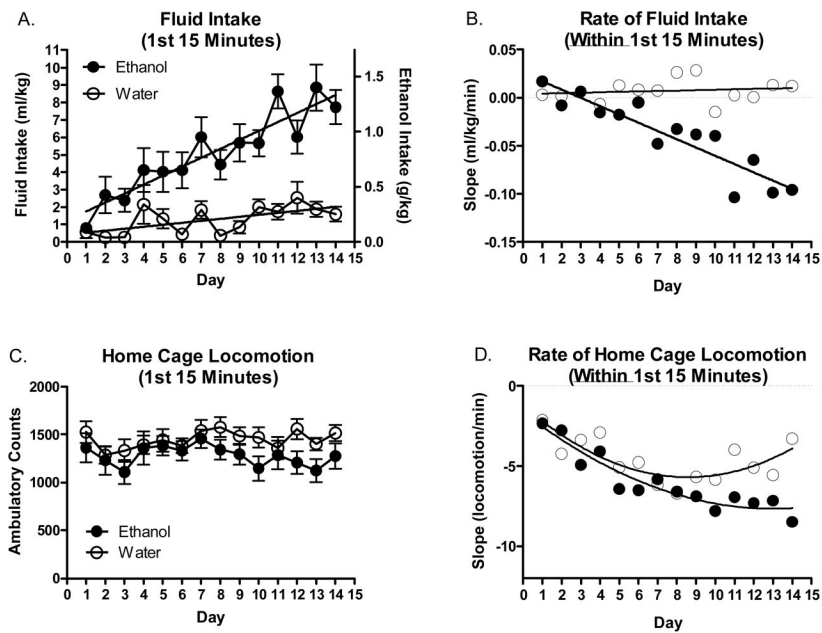 A.
Fluid Intake
(1st 15 Minutes)
Fluid Intake (ml/kg)
11
10
9
8
7
6
5
4
3
2
1
0
Ethanol
Water
1.5
1.0
0.5
0.0
Ethanol Intake (g/kg)
0 1 2 3 4 5 6 7 8 9 10 11 12 13 14 15
Day
B.
Rate of Fluid Intake
(Within 1st 15 Minutes)
Slope (ml/kg/min)
0.05
0.00
-0.05
-0.10
-0.15
0 1 2 3 4 5 6 7 8 9 10 11 12 13 14 15
Day
C.
Home Cage Locomotion
(1st 15 Minutes)
Ambulatory Counts
2000
1500
1000
500
0
Ethanol
Water
0 1 2 3 4 5 6 7 8 9 10 11 12 13 14 15
Day
D.
Rate of Home Cage Locomotion
(Within 1st 15 Minutes)
Slope (locomotion/min)
0
-5
-10
0 1 2 3 4 5 6 7 8 9 10 11 12 13 14 15
Day